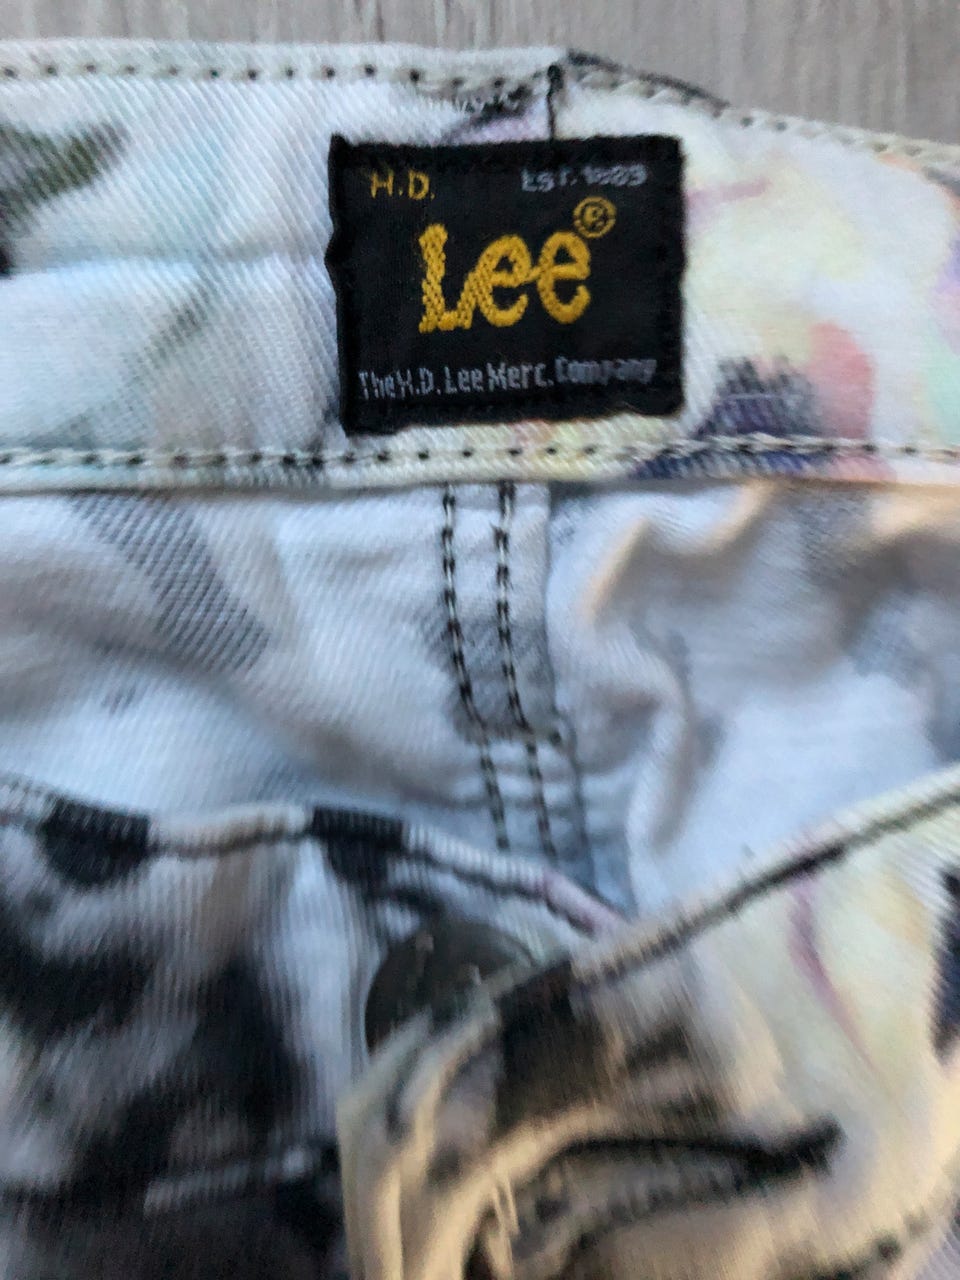 H.D. Est. 1889
Lee®
The H.D. Lee Merc. Company